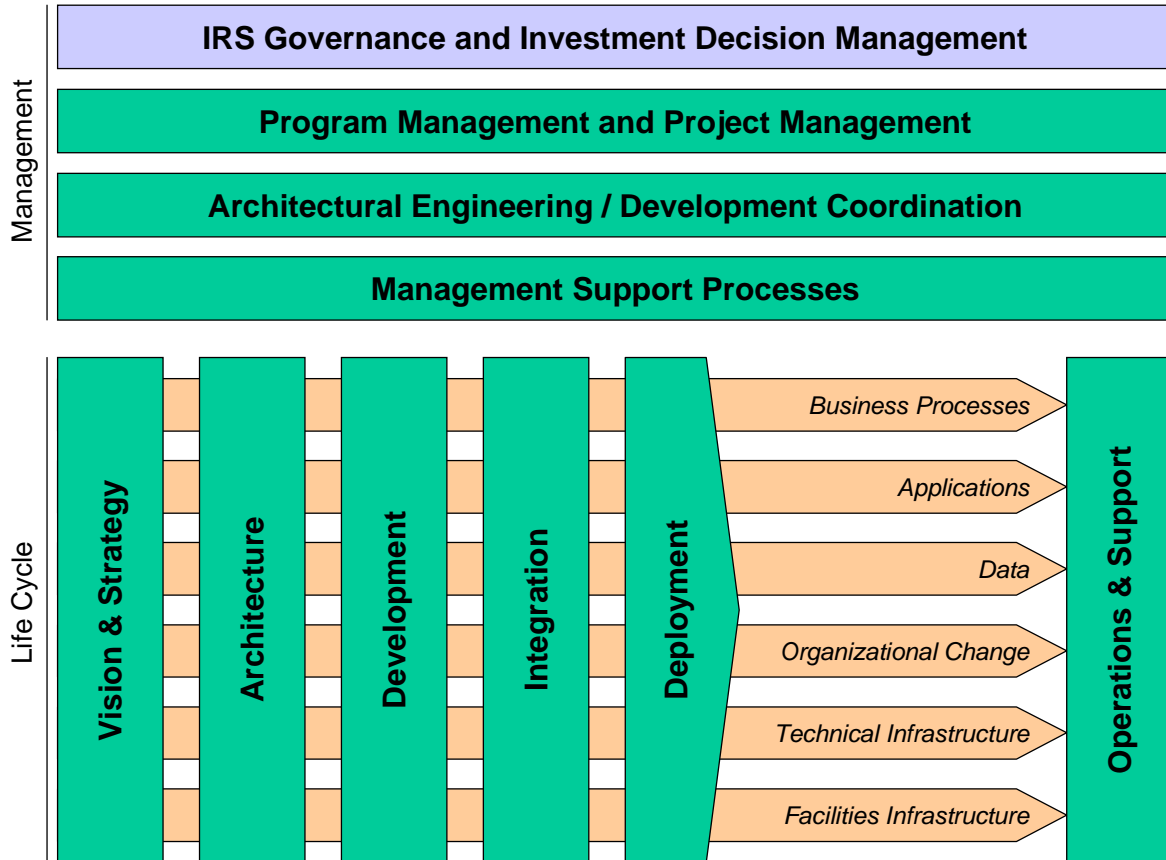 Management
IRS Governance and Investment Decision Management
Program Management and Project Management
Architectural Engineering / Development Coordination
Management Support Processes
Life Cycle
Vision & Strategy
Architecture
Development
Integration
Deployment
Business Processes
Applications
Data
Organizational Change
Technical Infrastructure
Facilities Infrastructure
Operations & Support